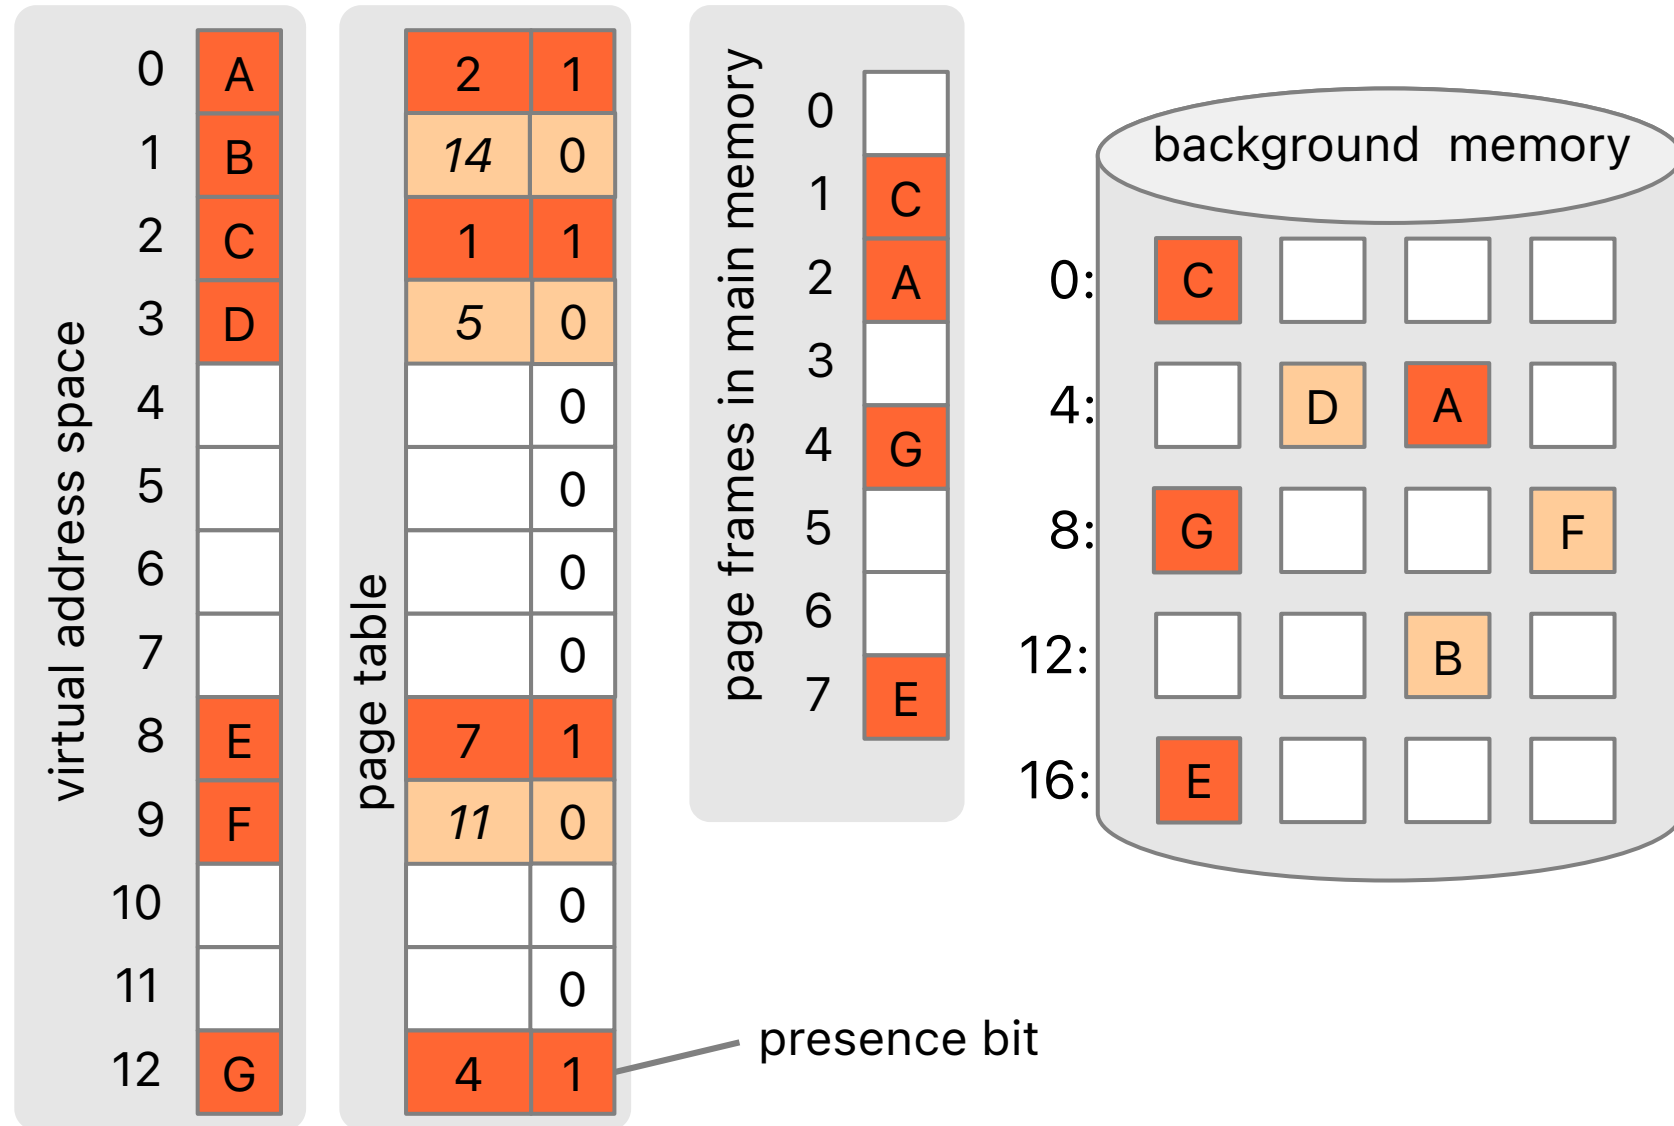 virtual address space
0 A
1 B
2 C
3 D
4
5
6
7
8 E
9 F
10
11
12 G
page table
2 1
14 0
1 1
5 0
0
0
0
0
7 1
11 0
0
0
4 1
presence bit
page frames in main memory
0
1 C
2 A
3
4 G
5
6
7 E
background memory
0: C
4: D A
8: G F
12: B
16: E